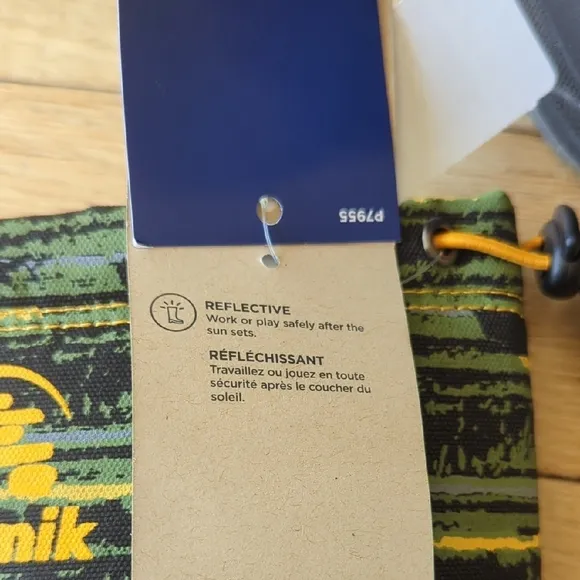 P7955
REFLECTIVE
Work or play safely after the
sun sets.
RÉFLÉCHISSANT
Travaillez ou jouez en toute
sécurité après le coucher du
soleil.
nik